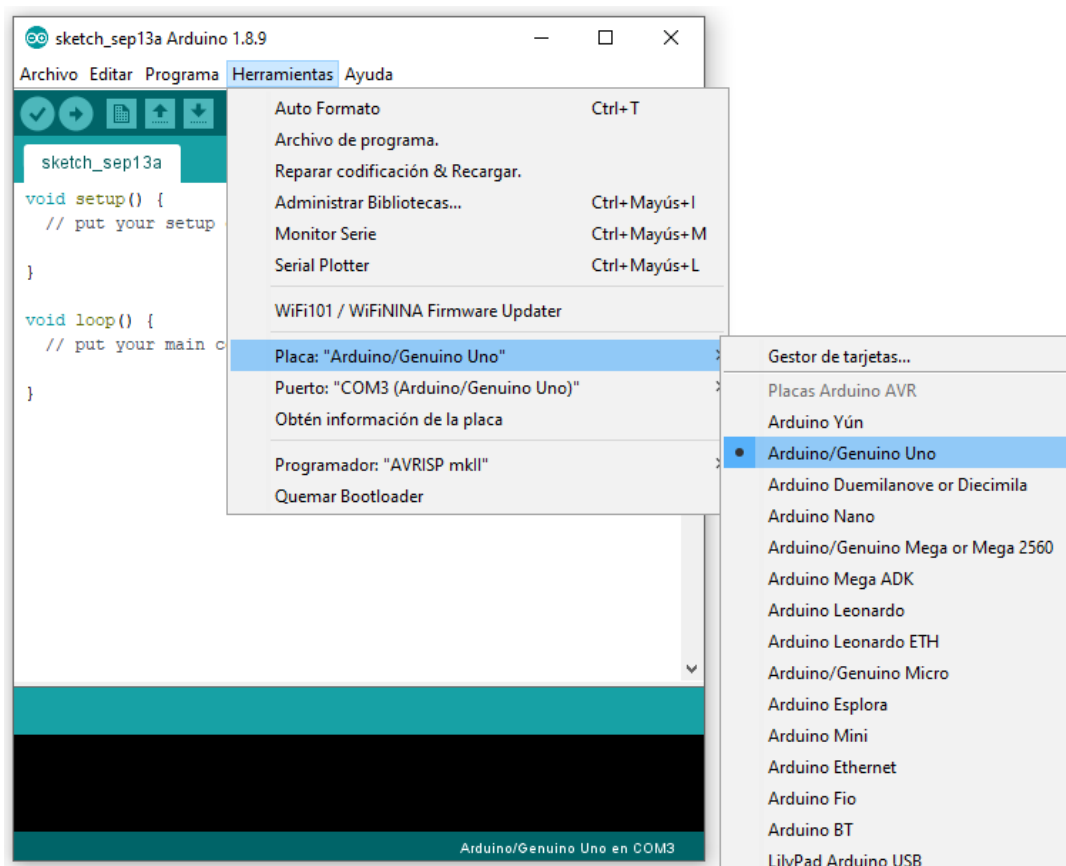 sketch_sep13a Arduino 1.8.9
Archivo Editar Programa Herramientas Ayuda
sketch_sep13a
void setup() {
// put your setup
}
void loop() {
// put your main c
}
Auto Formato Ctrl+T
Archivo de programa.
Reparar codificación & Recargar.
Administrar Bibliotecas... Ctrl+Mayús+I
Monitor Serie Ctrl+Mayús+M
Serial Plotter Ctrl+Mayús+L
WiFi101 / WiFiNINA Firmware Updater
Placa: "Arduino/Genuino Uno"
Puerto: "COM3 (Arduino/Genuino Uno)"
Obtén información de la placa
Programador: "AVRISP mkII"
Quemar Bootloader
Gestor de tarjetas...
Placas Arduino AVR
Arduino Yún
Arduino/Genuino Uno
Arduino Duemilanove or Diecimila
Arduino Nano
Arduino/Genuino Mega or Mega 2560
Arduino Mega ADK
Arduino Leonardo
Arduino Leonardo ETH
Arduino/Genuino Micro
Arduino Esplora
Arduino Mini
Arduino Ethernet
Arduino Fio
Arduino BT
LilyPad Arduino USB
Arduino/Genuino Uno en COM3